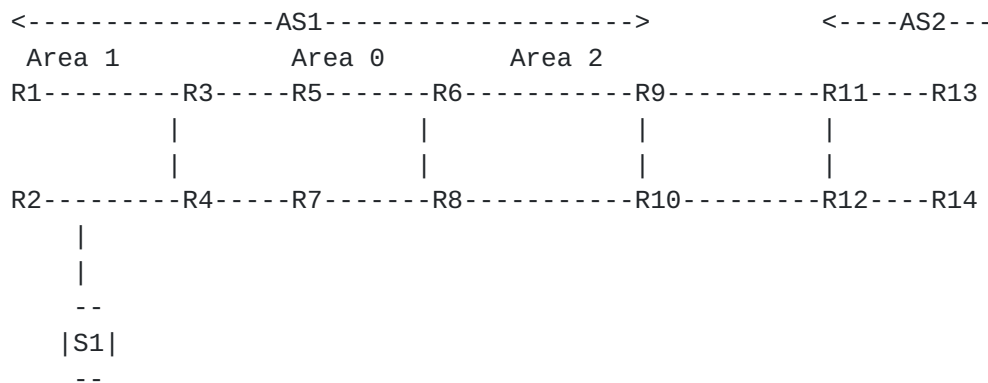 <----------------AS1-------------------->          <----AS2---
 Area 1           Area 0       Area 2
R1---------R3-----R5-------R6-----------R9----------R11----R13
          |               |             |           |
          |               |             |           |
R2---------R4-----R7-------R8-----------R10---------R12----R14
    |
    |
    --
   |S1|
    --